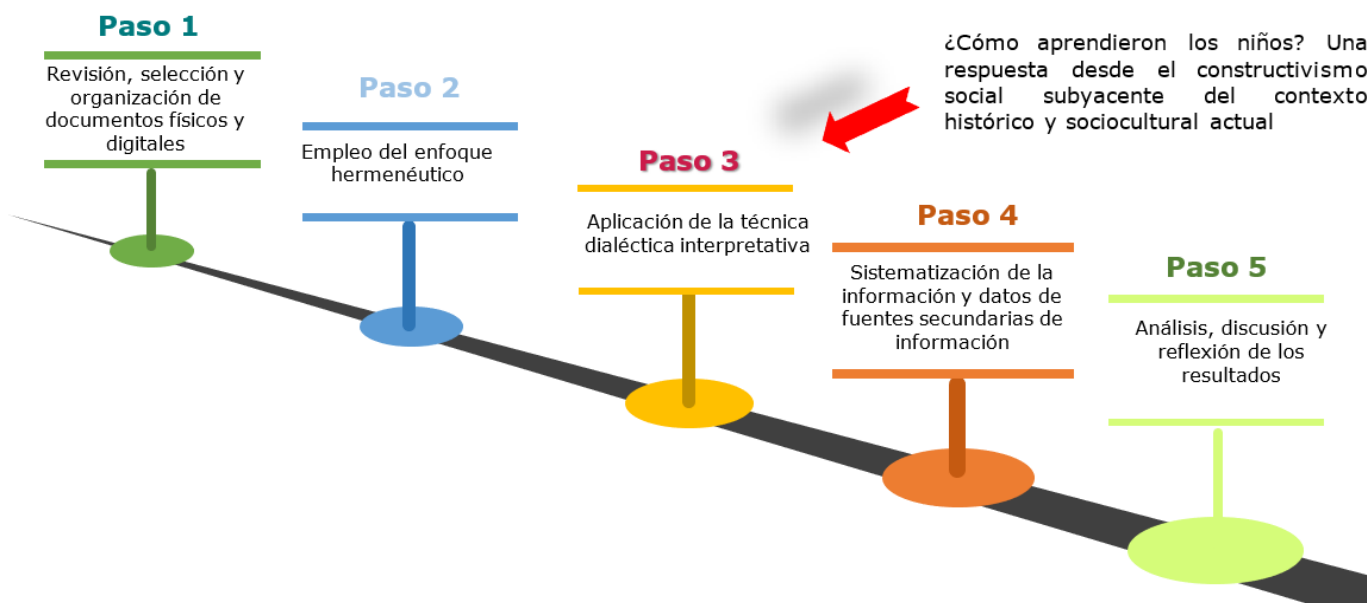 Paso 1
Revisión, selección y
organización de
documentos físicos y
digitales
Paso 2
Empleo del enfoque
hermenéutico
Paso 3
Aplicación de la técnica
dialéctica interpretativa
¿Cómo aprendieron los niños? Una
respuesta desde el constructivismo
social subyacente del contexto
histórico y sociocultural actual
Paso 4
Sistematización de la
información y datos de
fuentes secundarias de
información
Paso 5
Análisis, discusión y
reflexión de los
resultados